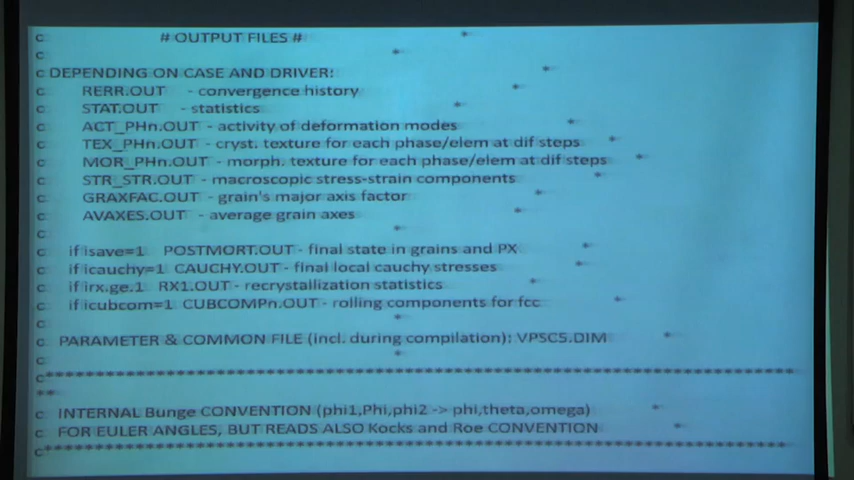 c # OUTPUT FILES # *
c *
c DEPENDING ON CASE AND DRIVER: *
c RERR.OUT - convergence history *
c STAT.OUT - statistics *
c ACT_PHn.OUT - activity of deformation modes *
c TEX_PHn.OUT - cryst. texture for each phase/elem at dif steps *
c MOR_PHn.OUT - morph. texture for each phase/elem at dif steps *
c STR_STR.OUT - macroscopic stress-strain components *
c GRAXFAC.OUT - grain's major axis factor *
c AVAXES.OUT - average grain axes *
c *
c if isave=1 POSTMORT.OUT - final state in grains and PX *
c if icauchy=1 CAUCHY.OUT - final local cauchy stresses *
c if irx.ge.1 RX1.OUT - recrystallization statistics *
c if icubcom=1 CUBCOMPn.OUT - rolling components for fcc *
c *
c PARAMETER & COMMON FILE (incl. during compilation): VPSC5.DIM *
c *
c***********************************************************************
**
c INTERNAL Bunge CONVENTION (phi1,Phi,phi2 -> phi,theta,omega) *
c FOR EULER ANGLES, BUT READS ALSO Kocks and Roe CONVENTION *
c***********************************************************************